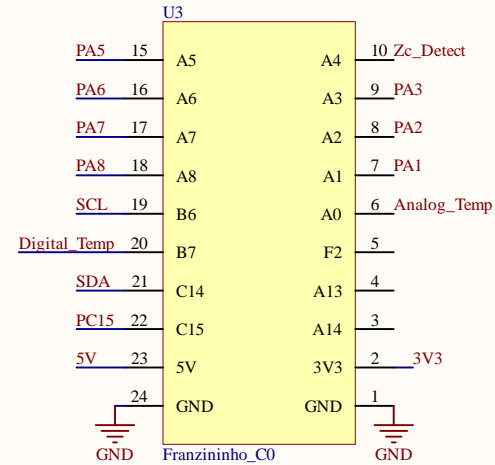 U3
PA5 15 A5 A4 10 Zc_Detect
PA6 16 A6 A3 9 PA3
PA7 17 A7 A2 8 PA2
PA8 18 A8 A1 7 PA1
SCL 19 B6 A0 6 Analog_Temp
Digital_Temp 20 B7 F2 5
SDA 21 C14 A13 4
PC15 22 C15 A14 3
5V 23 5V 3V3 2 3V3
24 GND GND 1
GND Franzininho_C0 GND